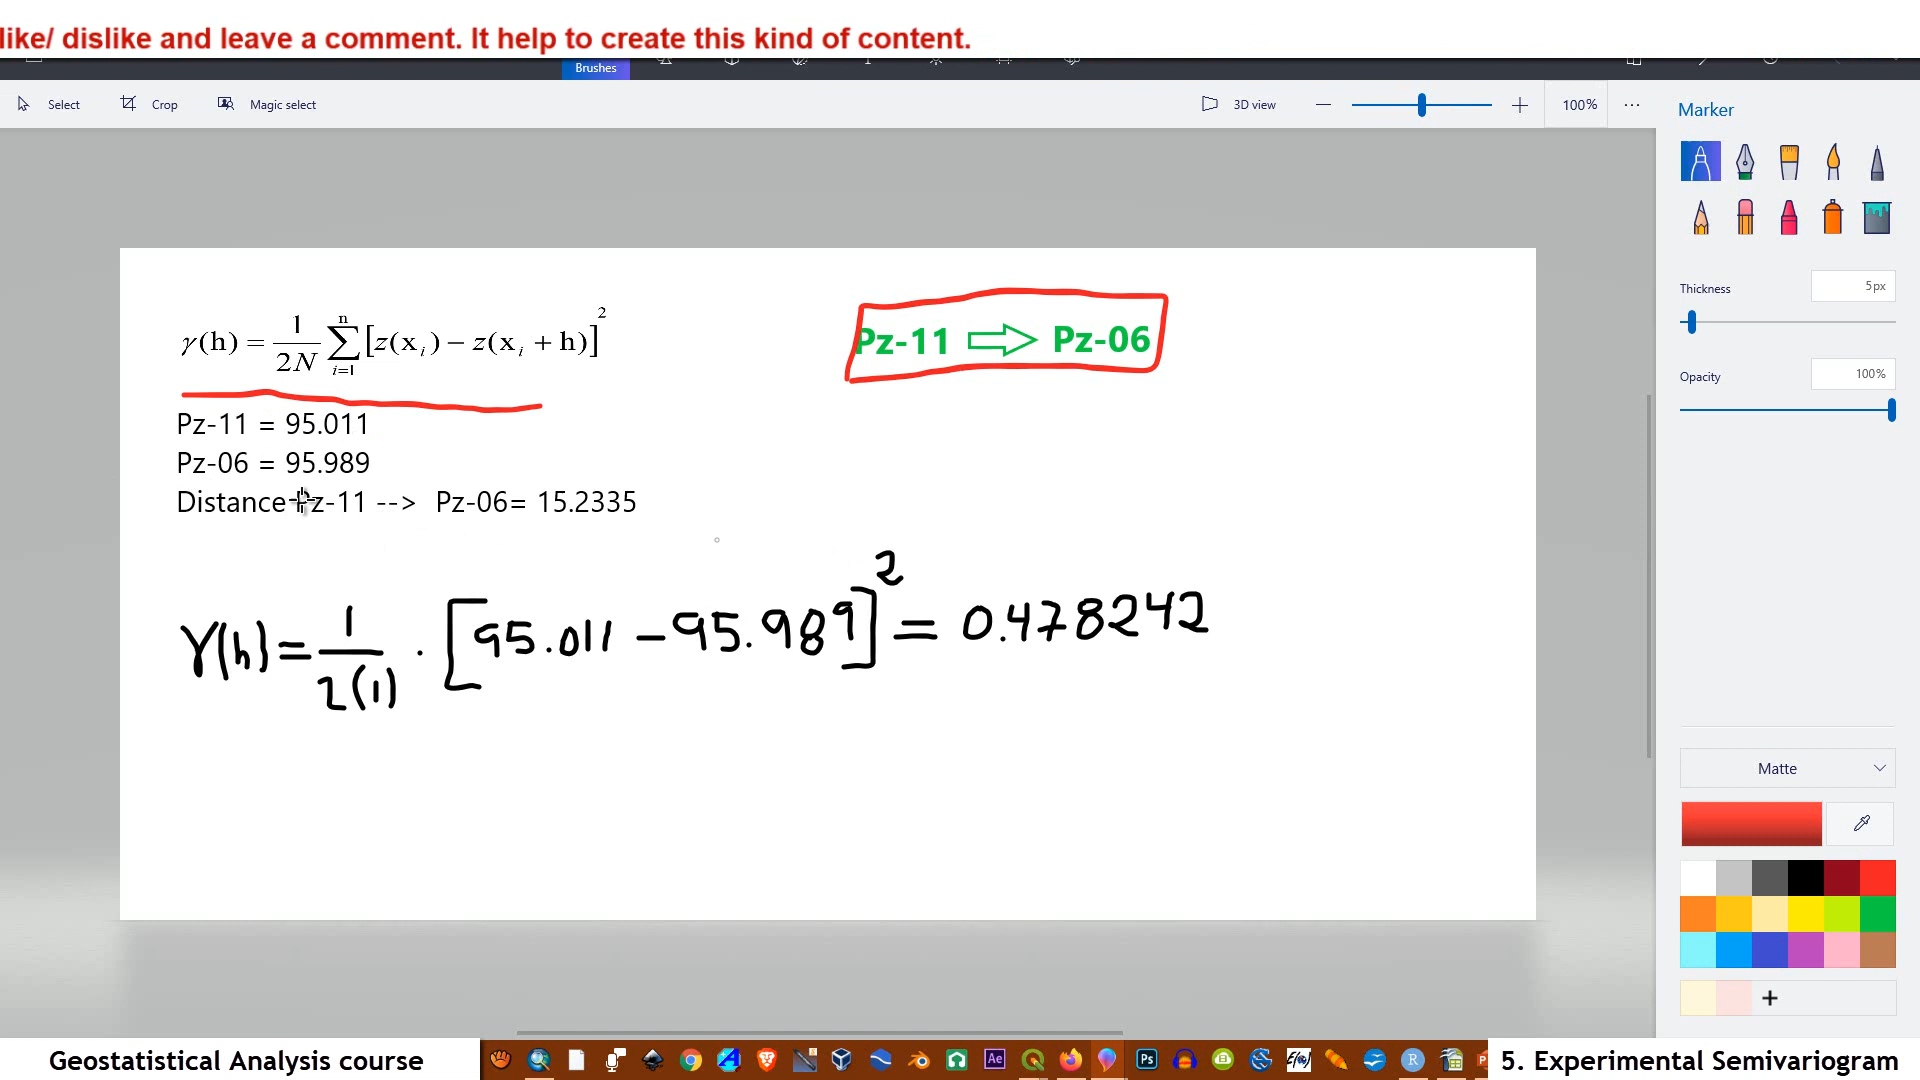 like/ dislike and leave a comment. It help to create this kind of content.
Brushes
Select Crop Magic select 3D view 100% ...
Marker
Thickness 5px
Opacity 100%
γ(h) = 1/2N n∑i=1 [z(xi) − z(xi + h)]2
Pz-11 ⇨ Pz-06
Pz-11 = 95.011
Pz-06 = 95.989
Distance Pz-11 --> Pz-06= 15.2335
γ(h) = 1/2(1) · [95.011 − 95.989]2 = 0.478242
Matte
+
Geostatistical Analysis course
Ae
Ps
R
5. Experimental Semivariogram